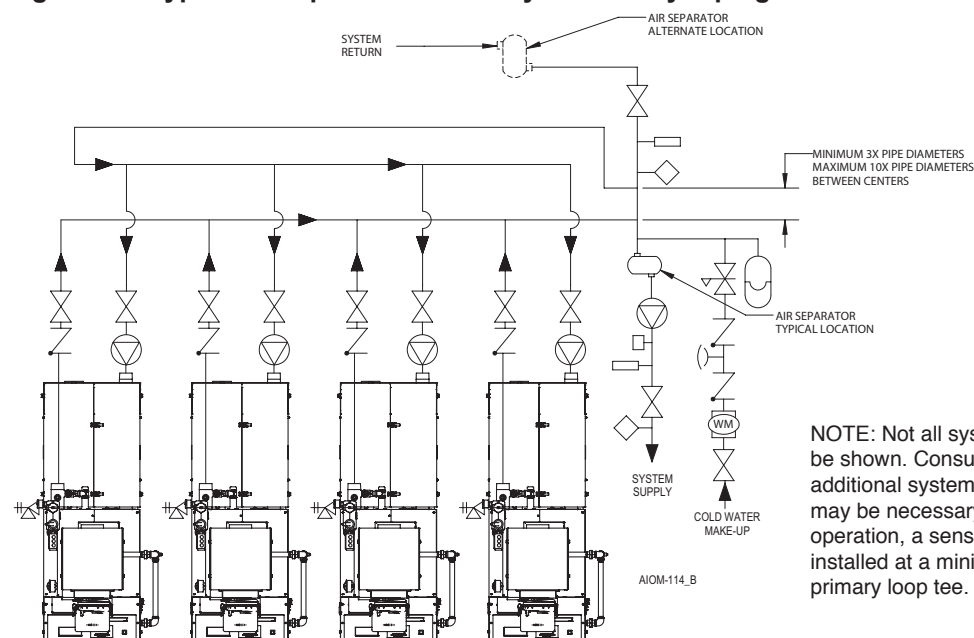 AIR SEPARATOR
ALTERNATE LOCATION
SYSTEM
RETURN
MINIMUM 3X PIPE DIAMETERS
MAXIMUM 10X PIPE DIAMETERS
BETWEEN CENTERS
AIR SEPARATOR
TYPICAL LOCATION
WM
SYSTEM
SUPPLY
COLD WATER
MAKE-UP
AIOM-114_B
NOTE: Not all sys
be shown. Consu
additional system
may be necessary
operation, a sens
installed at a mini
primary loop tee.